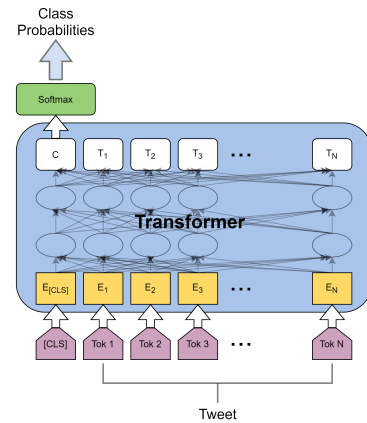 Class
Probabilities
Softmax
C T1 T2 T3 ... TN
Transformer
E[CLS] E1 E2 E3 ... EN
[CLS] Tok 1 Tok 2 Tok 3 ... Tok N
Tweet